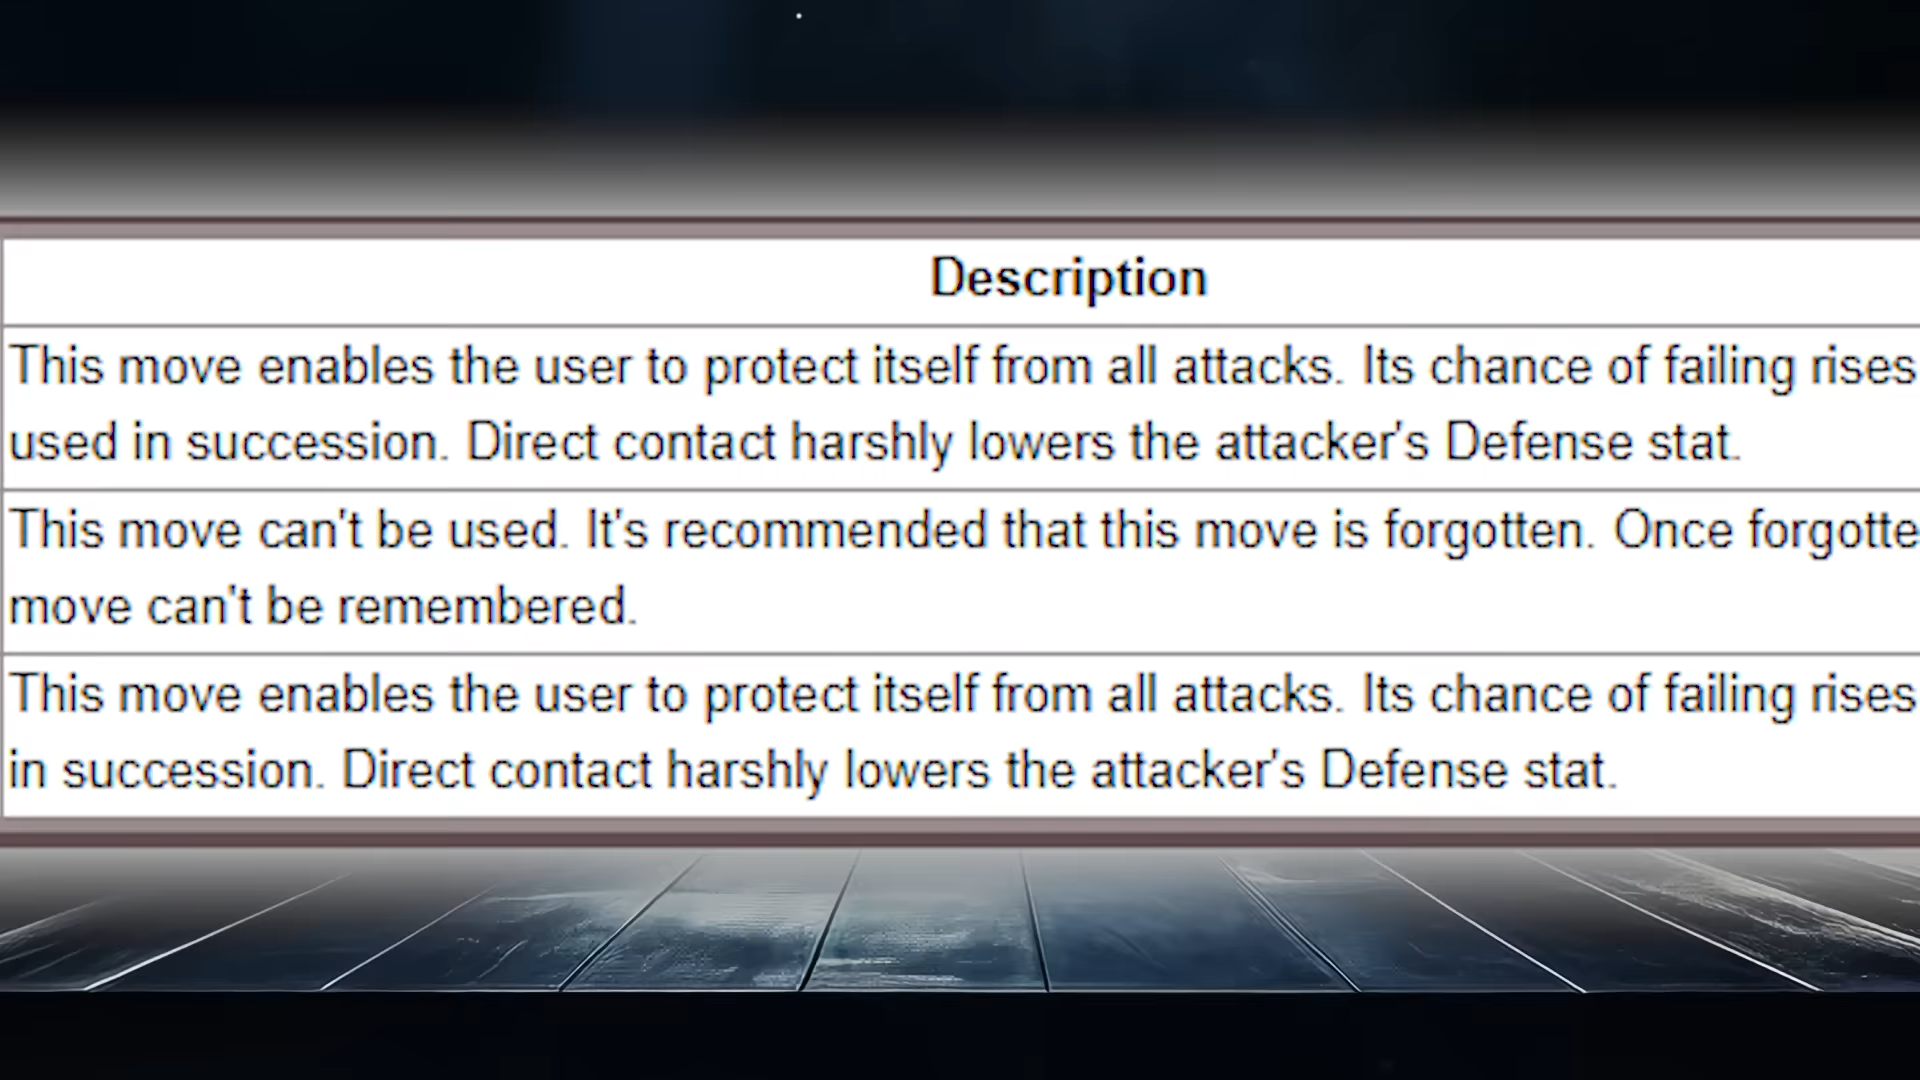 Description
This move enables the user to protect itself from all attacks. Its chance of failing rises
used in succession. Direct contact harshly lowers the attacker's Defense stat.
This move can't be used. It's recommended that this move is forgotten. Once forgotte
move can't be remembered.
This move enables the user to protect itself from all attacks. Its chance of failing rises
in succession. Direct contact harshly lowers the attacker's Defense stat.